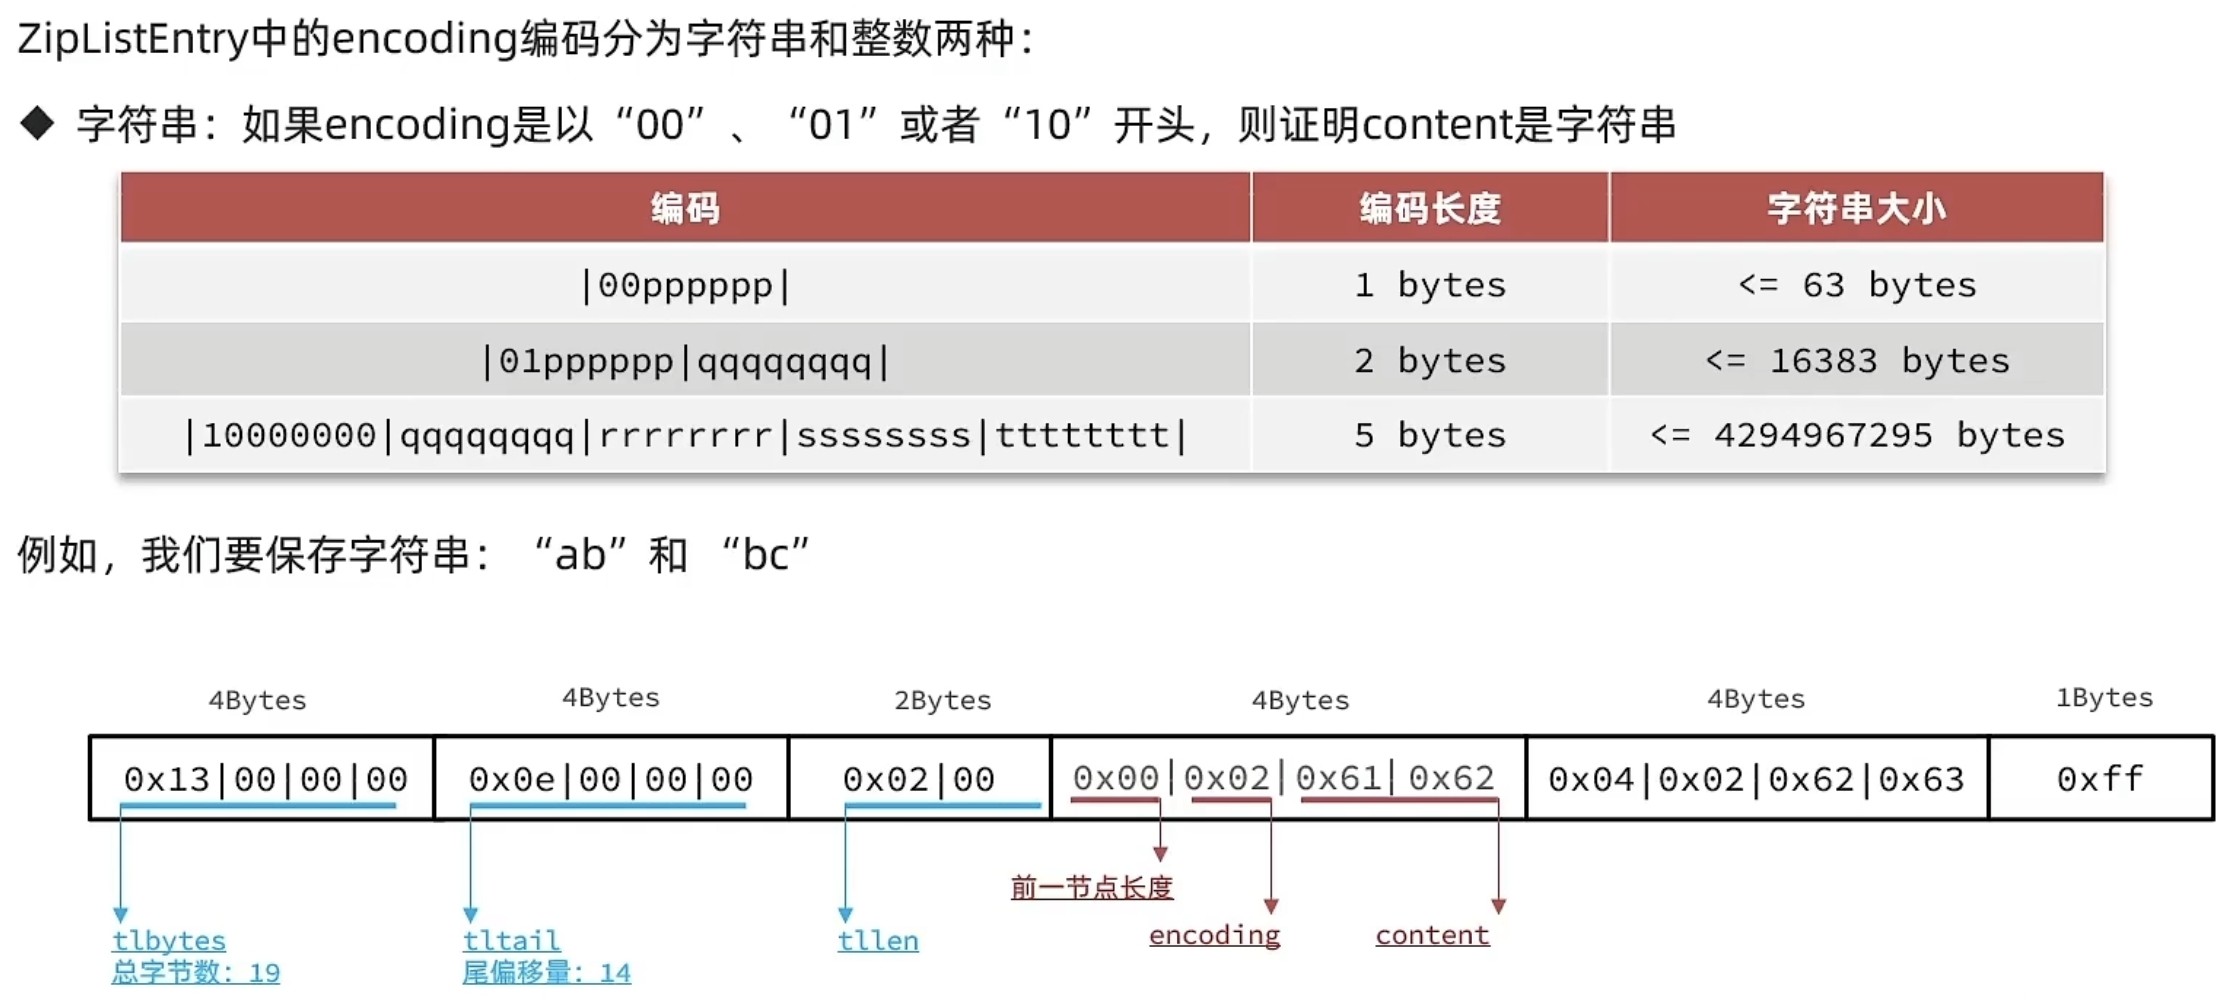 ZipListEntry中的encoding编码分为字符串和整数两种：
◆ 字符串：如果encoding是以“00”、“01”或者“10”开头，则证明content是字符串
编码 编码长度 字符串大小
|00pppppp| 1 bytes <= 63 bytes
|01pppppp|qqqqqqqq| 2 bytes <= 16383 bytes
|10000000|qqqqqqqq|rrrrrrrr|ssssssss|tttttttt| 5 bytes <= 4294967295 bytes
例如，我们要保存字符串：“ab”和 “bc”
4Bytes 4Bytes 2Bytes 4Bytes 4Bytes 1Bytes
0x13|00|00|00 0x0e|00|00|00 0x02|00 0x00|0x02|0x61|0x62 0x04|0x02|0x62|0x63 0xff
前一节点长度
tlbytes tltail tllen encoding content
总字节数：19 尾偏移量：14